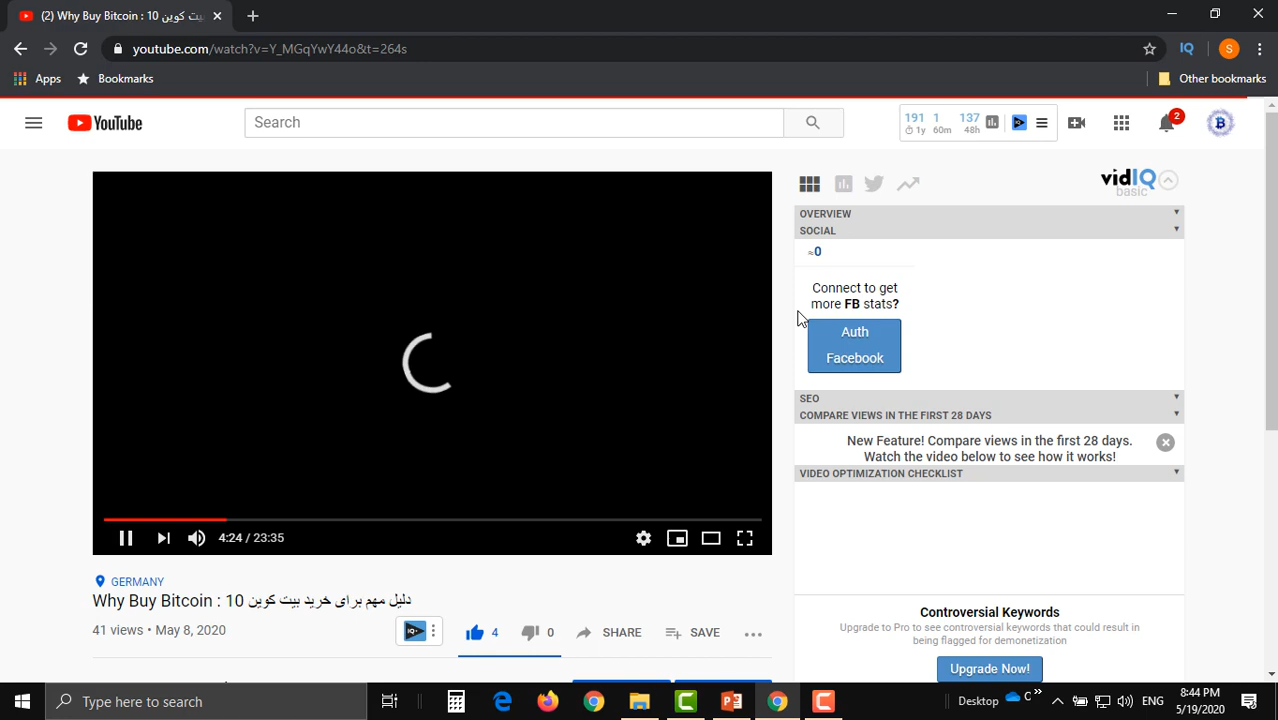 (2) Why Buy Bitcoin : 10 بیت کوین
youtube.com/watch?v=Y_MGqYwY44o&t=264s
IQ
S
Apps
Bookmarks
Other bookmarks
YouTube
Search
191 1 137
1y 60m 48h
2
vidIQ
basic
OVERVIEW
SOCIAL
≈0
Connect to get
more FB stats?
Auth
Facebook
SEO
COMPARE VIEWS IN THE FIRST 28 DAYS
New Feature! Compare views in the first 28 days.
Watch the video below to see how it works!
VIDEO OPTIMIZATION CHECKLIST
4:24 / 23:35
GERMANY
Why Buy Bitcoin : 10 دلیل مهم برای خرید بیت کوین
41 views • May 8, 2020
4
0
SHARE
SAVE
Controversial Keywords
Upgrade to Pro to see controversial keywords that could result in
being flagged for demonetization
Upgrade Now!
Type here to search
Desktop
ENG
8:44 PM
5/19/2020